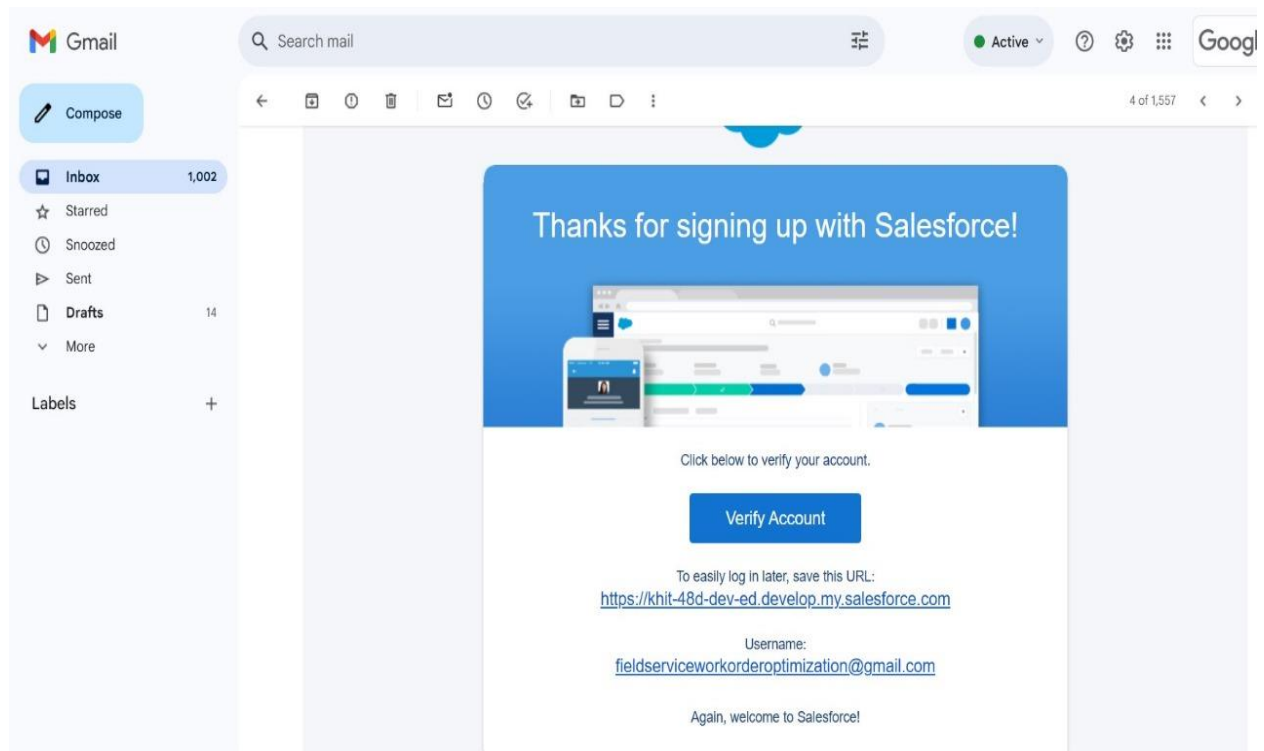 Gmail
Search mail
Active
Googl
Compose
4 of 1,557
Inbox 1,002
Starred
Snoozed
Sent
Drafts 14
More
Labels
Thanks for signing up with Salesforce!
Click below to verify your account.
Verify Account
To easily log in later, save this URL:
https://khit-48d-dev-ed.develop.my.salesforce.com
Username:
fieldserviceworkorderoptimization@gmail.com
Again, welcome to Salesforce!